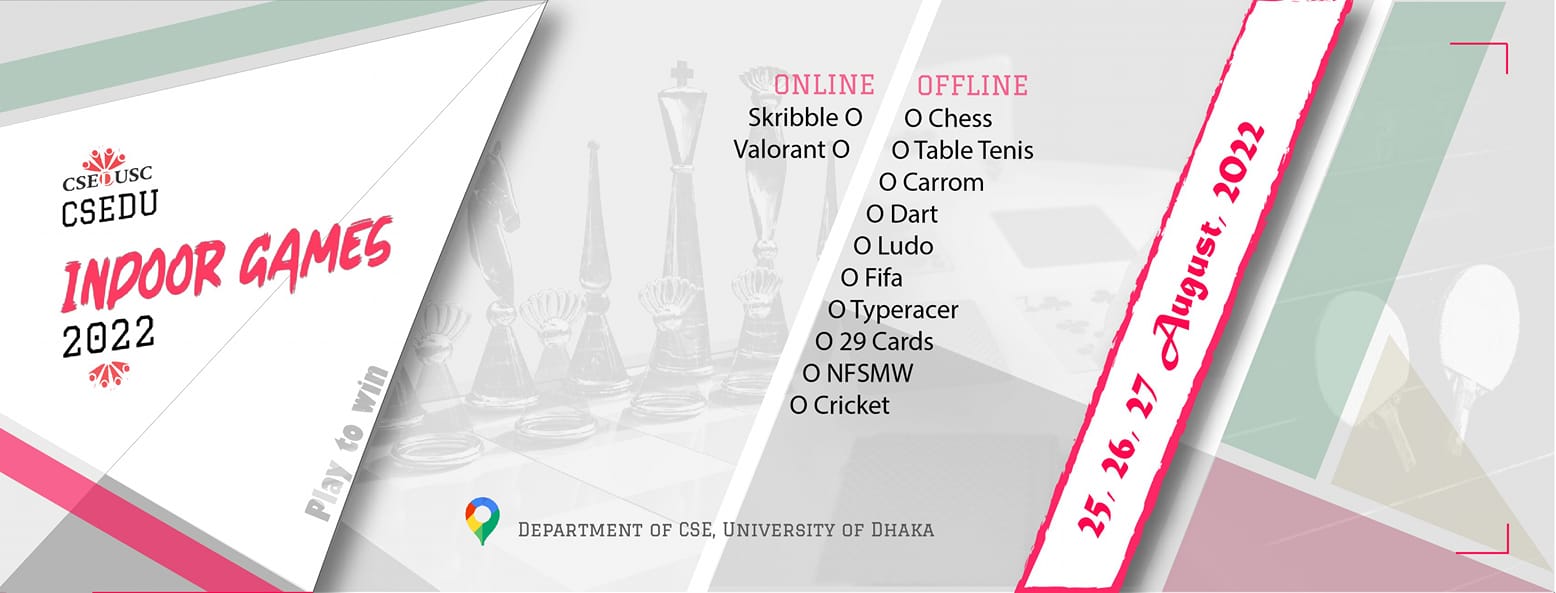 CSEDUSC
CSEDU
INDOOR GAMES
2022
Play to win
ONLINE
Skribble O
Valorant O
OFFLINE
O Chess
O Table Tenis
O Carrom
O Dart
O Ludo
O Fifa
O Typeracer
O 29 Cards
O NFSMW
O Cricket
DEPARTMENT OF CSE, UNIVERSITY OF DHAKA
25, 26, 27 August, 2022